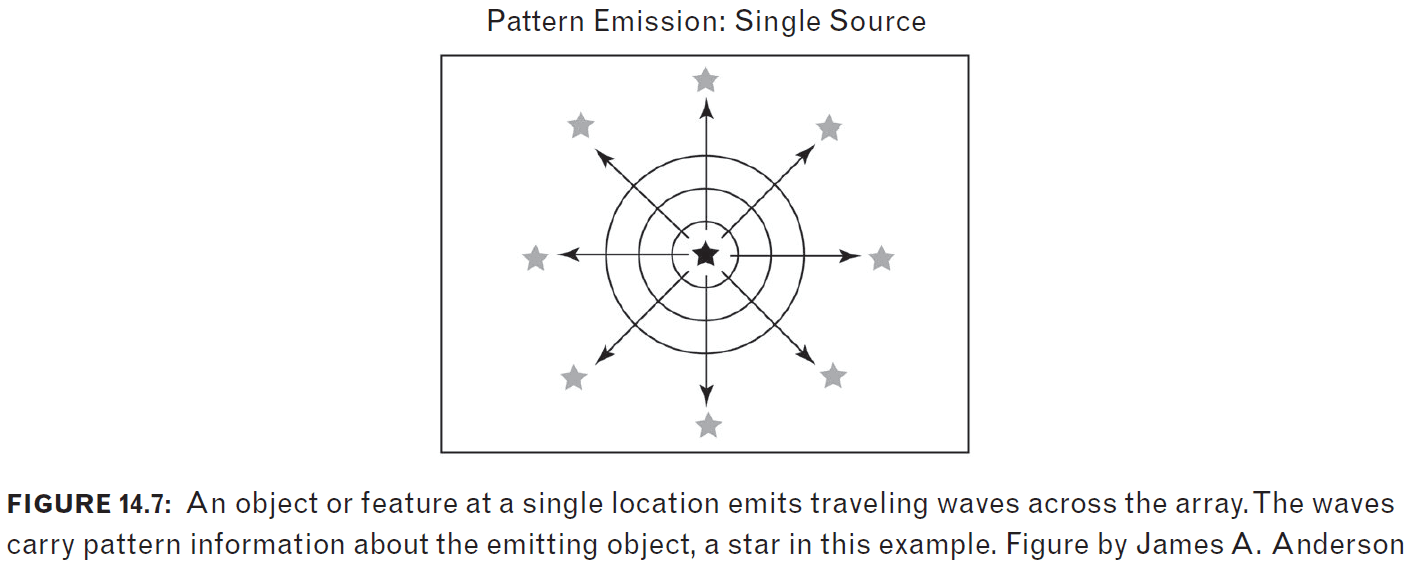 Pattern Emission: Single Source
FIGURE 14.7: An object or feature at a single location emits traveling waves across the array. The waves
carry pattern information about the emitting object, a star in this example. Figure by James A. Anderson